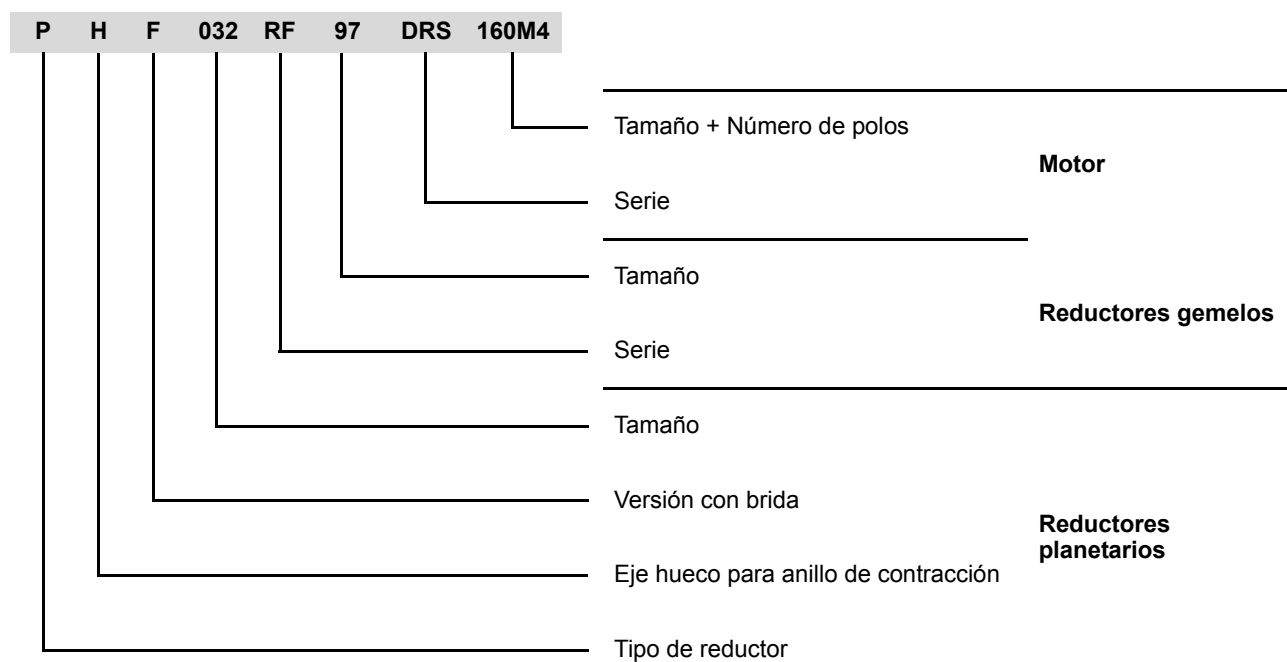 P H F 032 RF 97 DRS 160M4
Tamaño + Número de polos
Motor
Serie
Tamaño
Reductores gemelos
Serie
Tamaño
Versión con brida
Reductores
planetarios
Eje hueco para anillo de contracción
Tipo de reductor